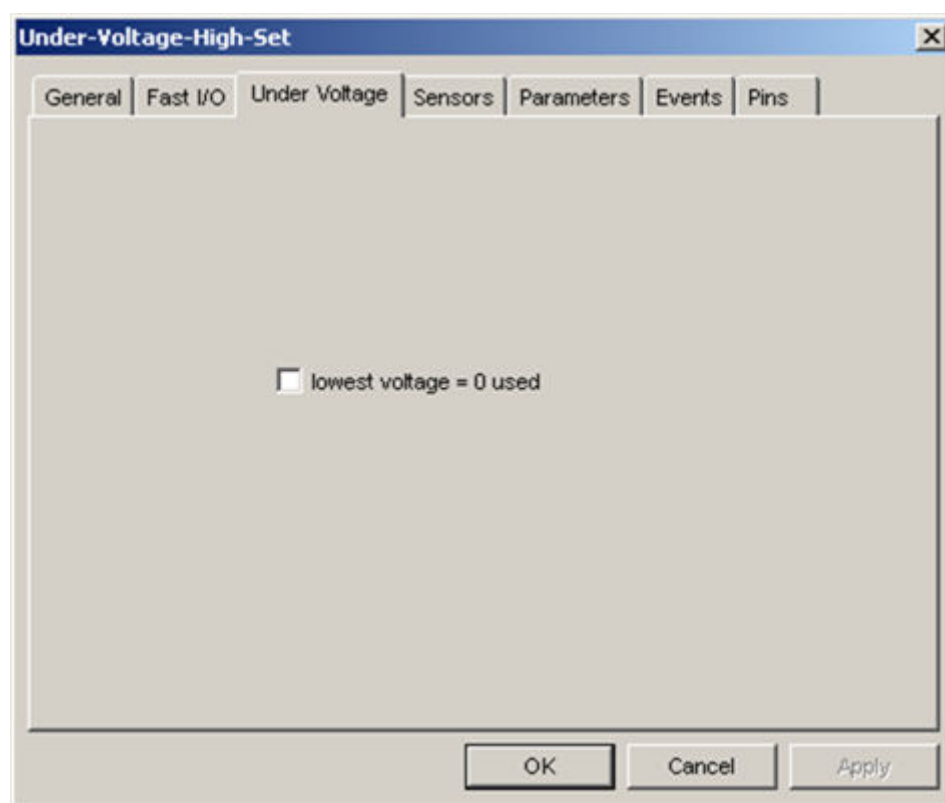 Under-Voltage-High-Set
General Fast I/O Under Voltage Sensors Parameters Events Pins
lowest voltage = 0 used
OK Cancel Apply